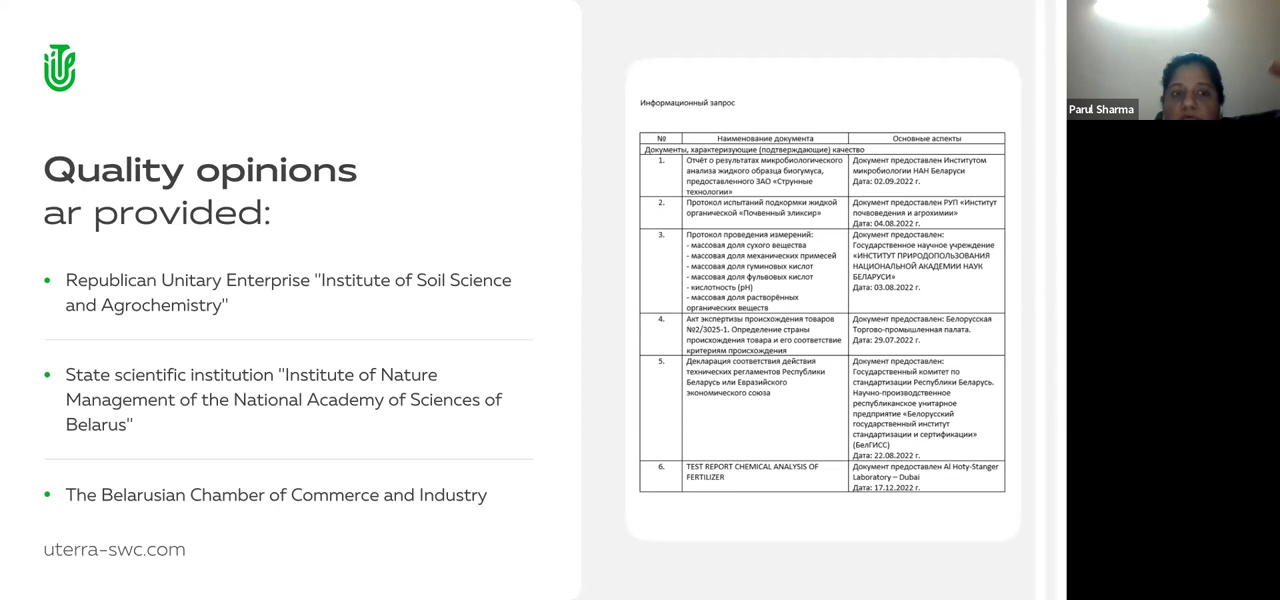 Quality opinions
ar provided:
Republican Unitary Enterprise "Institute of Soil Science
and Agrochemistry"
State scientific institution "Institute of Nature
Management of the National Academy of Sciences of
Belarus"
The Belarusian Chamber of Commerce and Industry
uterra-swc.com
Информационный запрос
№ Наименование документа Основные аспекты
Документы, характеризующие (подтверждающие) качество
1.
Отчёт о результатах микробиологического
анализа жидкого образца биогумуса,
предоставленного ЗАО «Струнные
технологии»
Документ предоставлен Институтом
микробиологии НАН Беларуси
Дата: 02.09.2022 г.
2.
Протокол испытаний подкормки жидкой
органической «Почвенный эликсир»
Документ предоставлен РУП «Институт
почвоведения и агрохимии»
Дата: 04.08.2022 г.
3.
Протокол проведения измерений:
- массовая доля сухого вещества
- массовая доля механических примесей
- массовая доля гуминовых кислот
- массовая доля фульвовых кислот
- кислотность (pH)
- массовая доля растворённых
органических веществ
Документ предоставлен:
Государственное научное учреждение
«ИНСТИТУТ ПРИРОДОПОЛЬЗОВАНИЯ
НАЦИОНАЛЬНОЙ АКАДЕМИИ НАУК
БЕЛАРУСИ»
Дата: 03.08.2022 г.
4.
Акт экспертизы происхождения товаров
№2/3025-1. Определение страны
происхождения товара и его соответствие
критериям происхождения
Документ предоставлен: Белорусская
Торгово-промышленная палата.
Дата: 29.07.2022 г.
5.
Декларация соответствия действия
технических регламентов Республики
Беларусь или Евразийского
экономического союза
Документ предоставлен:
Государственный комитет по
стандартизации Республики Беларусь.
Научно-производственное
республиканское унитарное
предприятие «Белорусский
государственный институт
стандартизации и сертификации»
(БелГИСС)
Дата: 22.08.2022 г.
6.
TEST REPORT CHEMICAL ANALYSIS OF
FERTILIZER
Документ предоставлен Al Hoty-Stanger
Laboratory – Dubai
Дата: 17.12.2022 г.
Parul Sharma